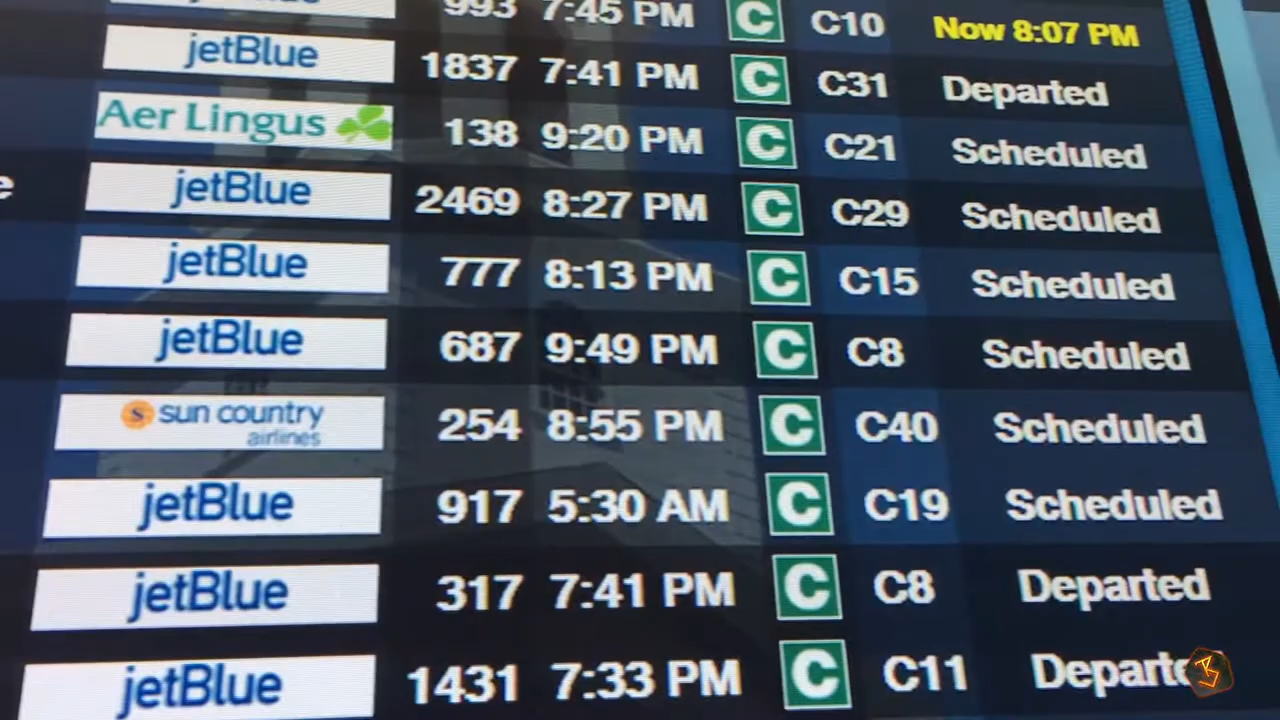 993 7:45 PM C C10 Now 8:07 PM
jetBlue 1837 7:41 PM C C31 Departed
Aer Lingus 138 9:20 PM C C21 Scheduled
e jetBlue 2469 8:27 PM C C29 Scheduled
jetBlue 777 8:13 PM C C15 Scheduled
jetBlue 687 9:49 PM C C8 Scheduled
S sun country airlines 254 8:55 PM C C40 Scheduled
jetBlue 917 5:30 AM C C19 Scheduled
jetBlue 317 7:41 PM C C8 Departed
jetBlue 1431 7:33 PM C C11 Departe